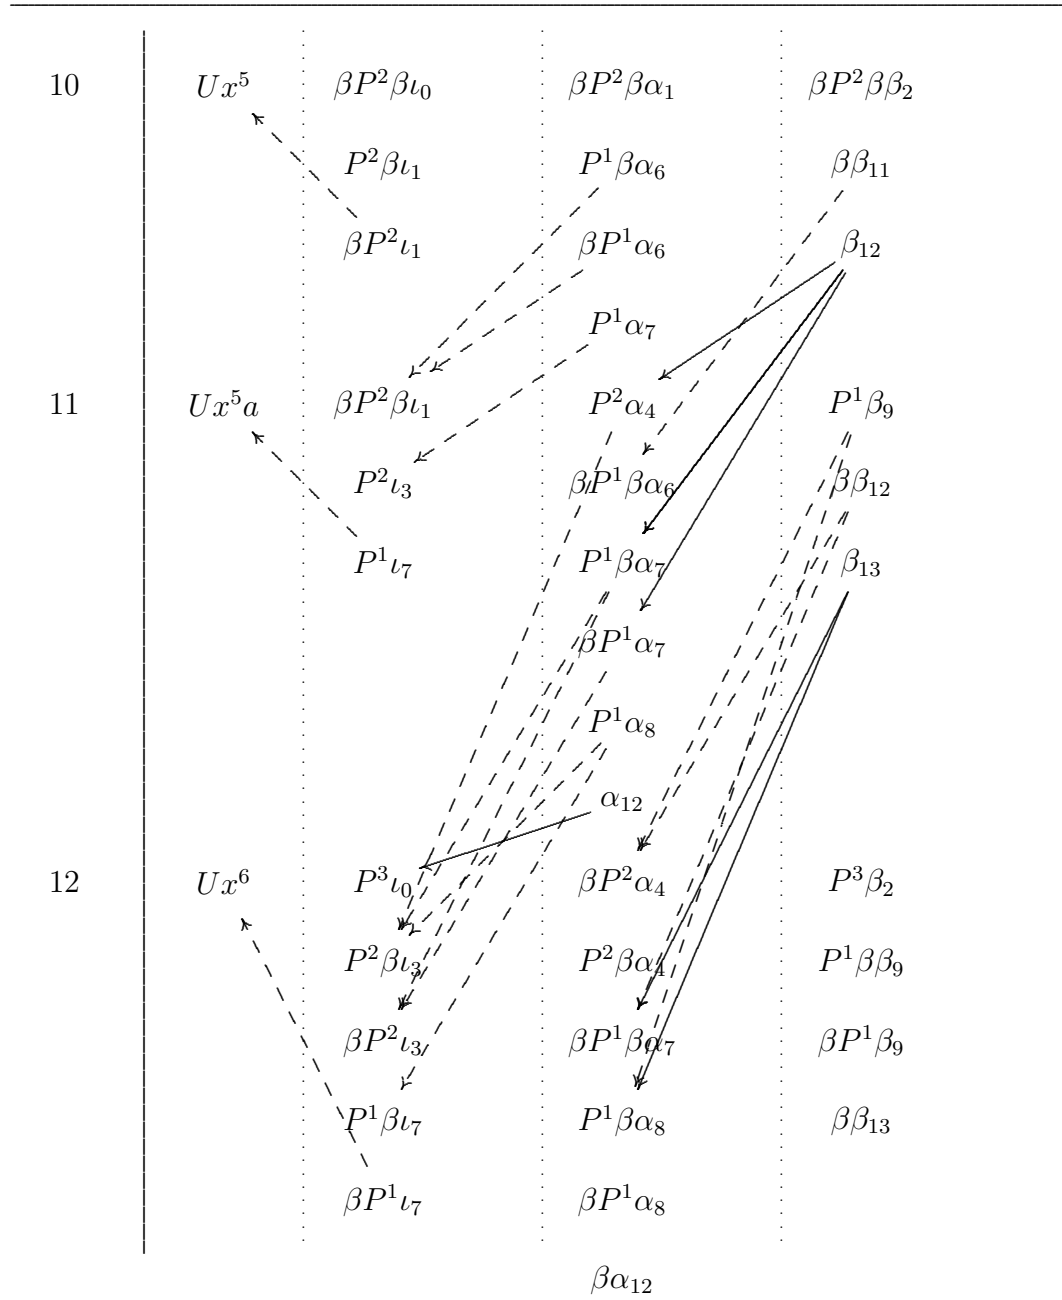 10 Ux^5 βP^2βι_0 βP^2βα_1 βP^2ββ_2
P^2βι_1 P^1βα_6 ββ_11
βP^2ι_1 βP^1α_6 β_12
P^1α_7
11 Ux^5a βP^2βι_1 P^2α_4 P^1β_9
P^2ι_3 βP^1βα_6 ββ_12
P^1ι_7 P^1βα_7 β_13
βP^1α_7
P^1α_8
α_12
12 Ux^6 P^3ι_0 βP^2α_4 P^3β_2
P^2βι_3 P^2βα_4 P^1ββ_9
βP^2ι_3 βP^1βα_7 βP^1β_9
P^1βι_7 P^1βα_8 ββ_13
βP^1ι_7 βP^1α_8
βα_12